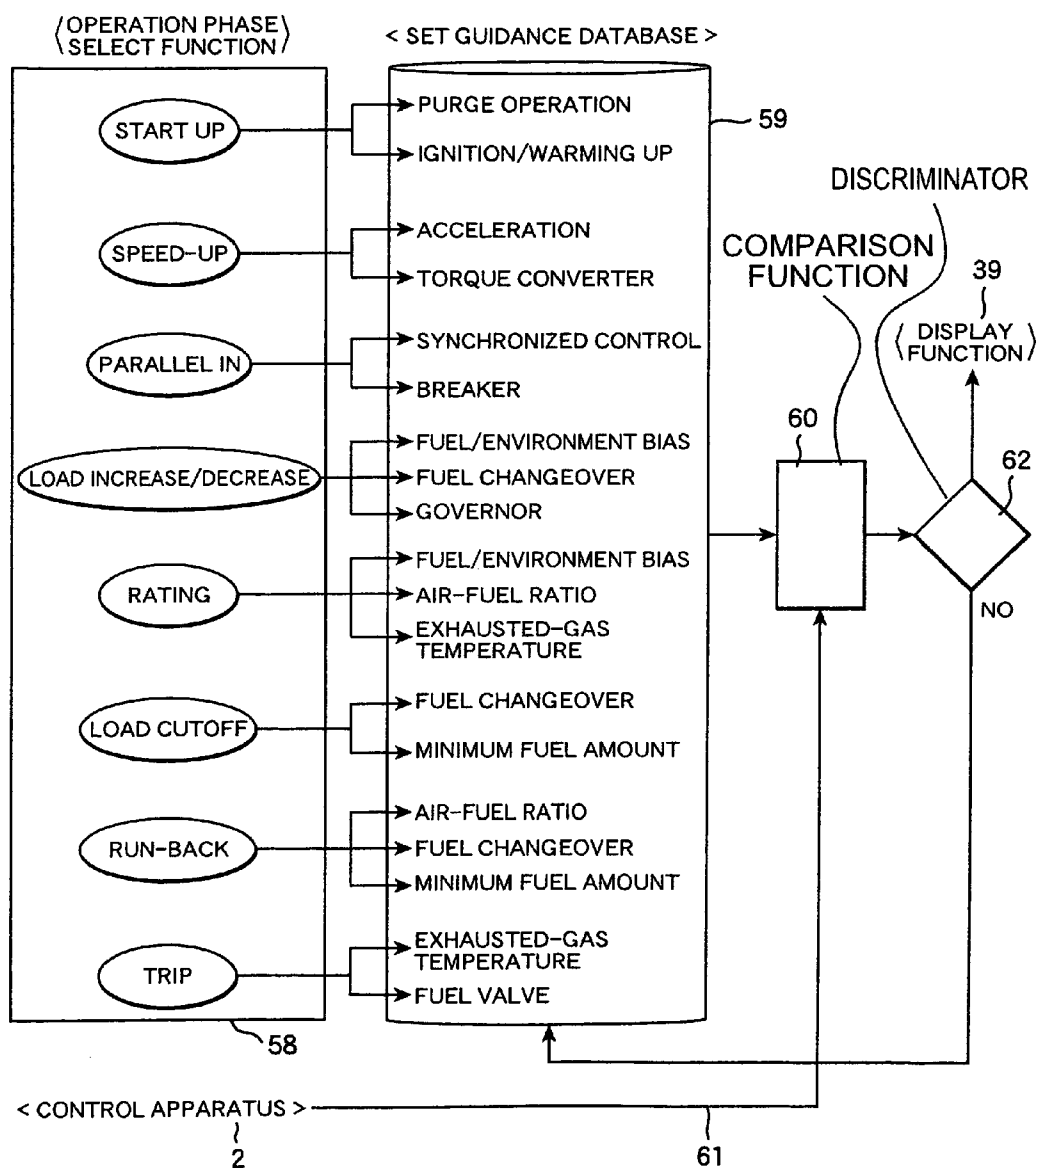 〈OPERATION PHASE
SELECT FUNCTION〉
< SET GUIDANCE DATABASE >
START UP
PURGE OPERATION
IGNITION/WARMING UP
59
SPEED-UP
ACCELERATION
TORQUE CONVERTER
PARALLEL IN
SYNCHRONIZED CONTROL
BREAKER
LOAD INCREASE/DECREASE
FUEL/ENVIRONMENT BIAS
FUEL CHANGEOVER
GOVERNOR
RATING
FUEL/ENVIRONMENT BIAS
AIR-FUEL RATIO
EXHAUSTED-GAS
TEMPERATURE
LOAD CUTOFF
FUEL CHANGEOVER
MINIMUM FUEL AMOUNT
RUN-BACK
AIR-FUEL RATIO
FUEL CHANGEOVER
MINIMUM FUEL AMOUNT
TRIP
EXHAUSTED-GAS
TEMPERATURE
FUEL VALVE
58
DISCRIMINATOR
COMPARISON
FUNCTION
39
〈DISPLAY
FUNCTION〉
60
62
NO
< CONTROL APPARATUS >
2
61